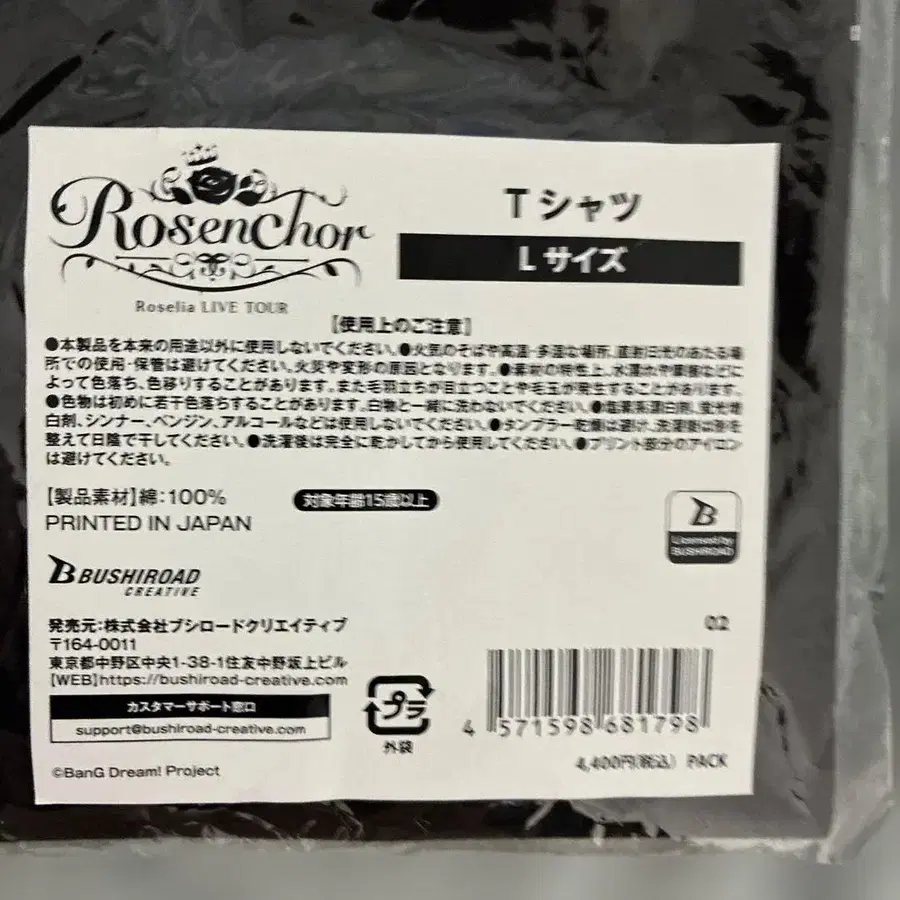 Rosenchor
Roselia LIVE TOUR
Tシャツ
Lサイズ
【使用上のご注意】
●本製品を本来の用途以外に使用しないでください。●火気のそばや高温・多湿な場所、直射日光のあたる場
所での使用・保管は避けてください。火災や変形の原因となります。●素材の特性上、水濡れや摩擦などに
よって色落ち、色移りすることがあります。また毛羽立ちが目立つことや毛玉が発生することがあります。
●色物は初めに若干色落ちすることがあります。白物と一緒に洗わないでください。●塩素系漂白剤、蛍光増
白剤、シンナー、ベンジン、アルコールなどは使用しないでください。●タンブラー乾燥は避け、洗濯後は形を
整えて日陰で干してください。●洗濯後は完全に乾かしてから使用してください。●プリント部分のアイロン
は避けてください。
【製品素材】綿:100%
対象年齢15歳以上
PRINTED IN JAPAN
B
Licensed by
BUSHIROAD
BUSHIROAD
CREATIVE
発売元:株式会社ブシロードクリエイティブ
〒164-0011
東京都中野区中央1-38-1住友中野坂上ビル
【WEB】https://bushiroad-creative.com
カスタマーサポート窓口
support@bushiroad-creative.com
©BanG Dream! Project
プラ
外袋
02
4 571598 681798
4,400円(税込) PACK